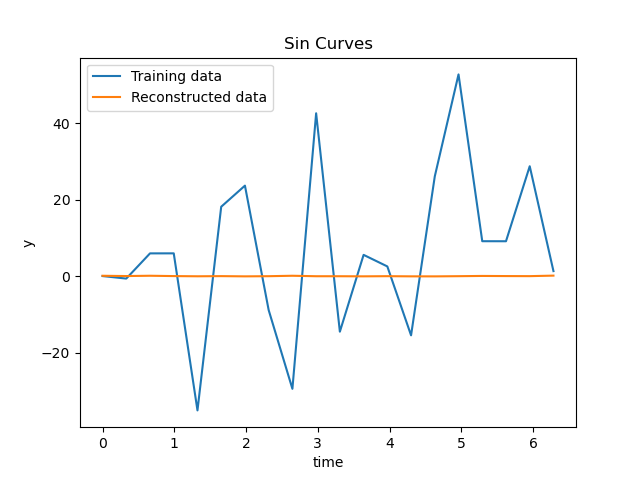 Sin Curves
Training data
Reconstructed data
y
40
20
0
−20
0 1 2 3 4 5 6
time